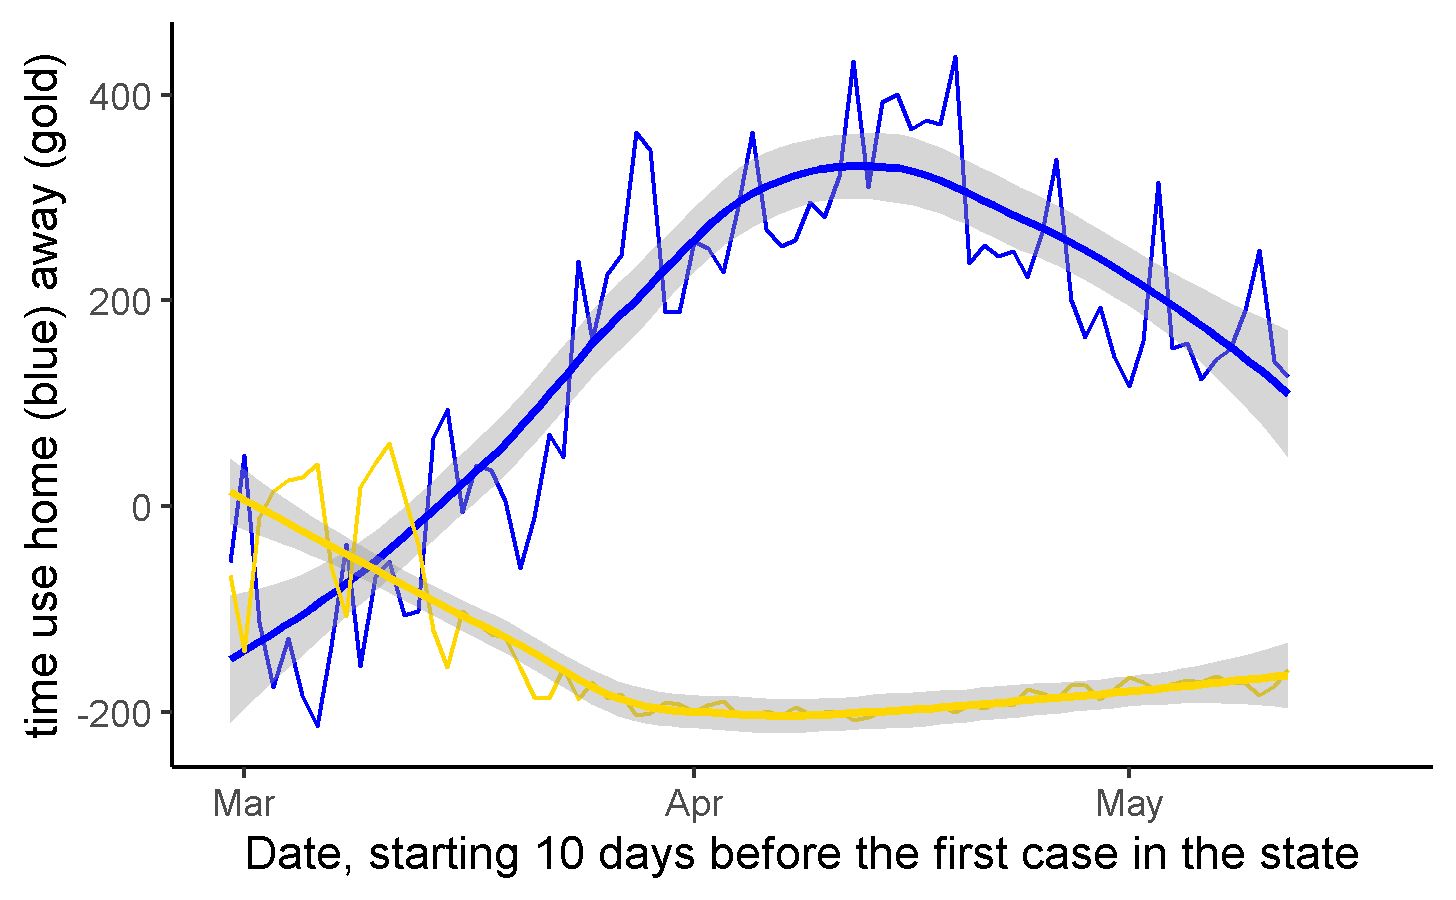 time use home (blue) away (gold)
400
200
0
-200
Mar
Apr
May
Date, starting 10 days before the first case in the state